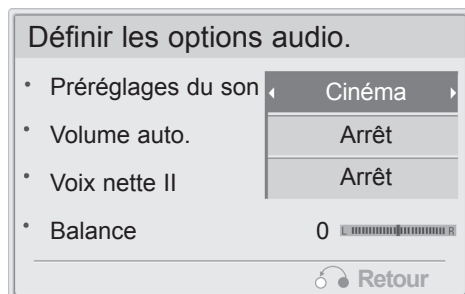 Définir les options audio.
• Préréglages du son Cinéma
• Volume auto. Arrêt
• Voix nette II Arrêt
• Balance 0 L R
Retour